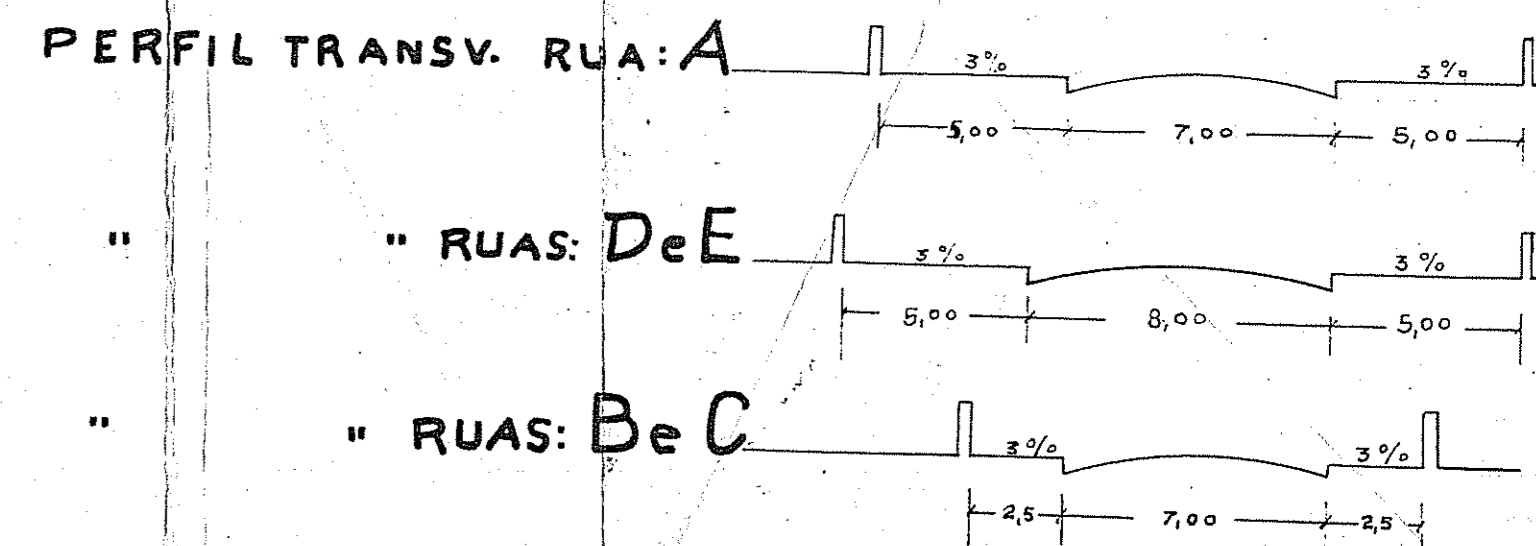 PERFIL TRANSV. RUA: A 3% 3%
5,00 7,00 5,00
" " RUAS: D e E 3% 3%
5,00 8,00 5,00
" " RUAS: B e C 3% 3%
2,5 7,00 2,5